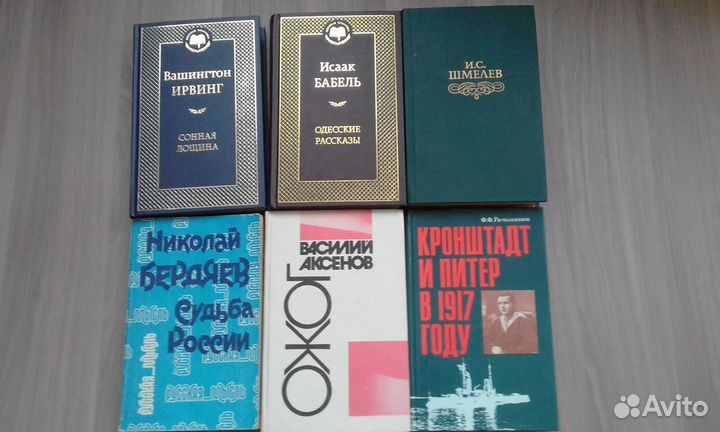 Вашингтон
ИРВИНГ
СОННАЯ
ЛОЩИНА
Исаак
БАБЕЛЬ
ОДЕССКИЕ
РАССКАЗЫ
И.С.
ШМЕЛЕВ
Николай
БЕРДЯЕВ
Судьба
России
ВАСИЛИЙ
АКСЕНОВ
ОЖОГ
Ф.Ф. Раскольников
КРОНШТАДТ
И ПИТЕР
В 1917
ГОДУ
Avito